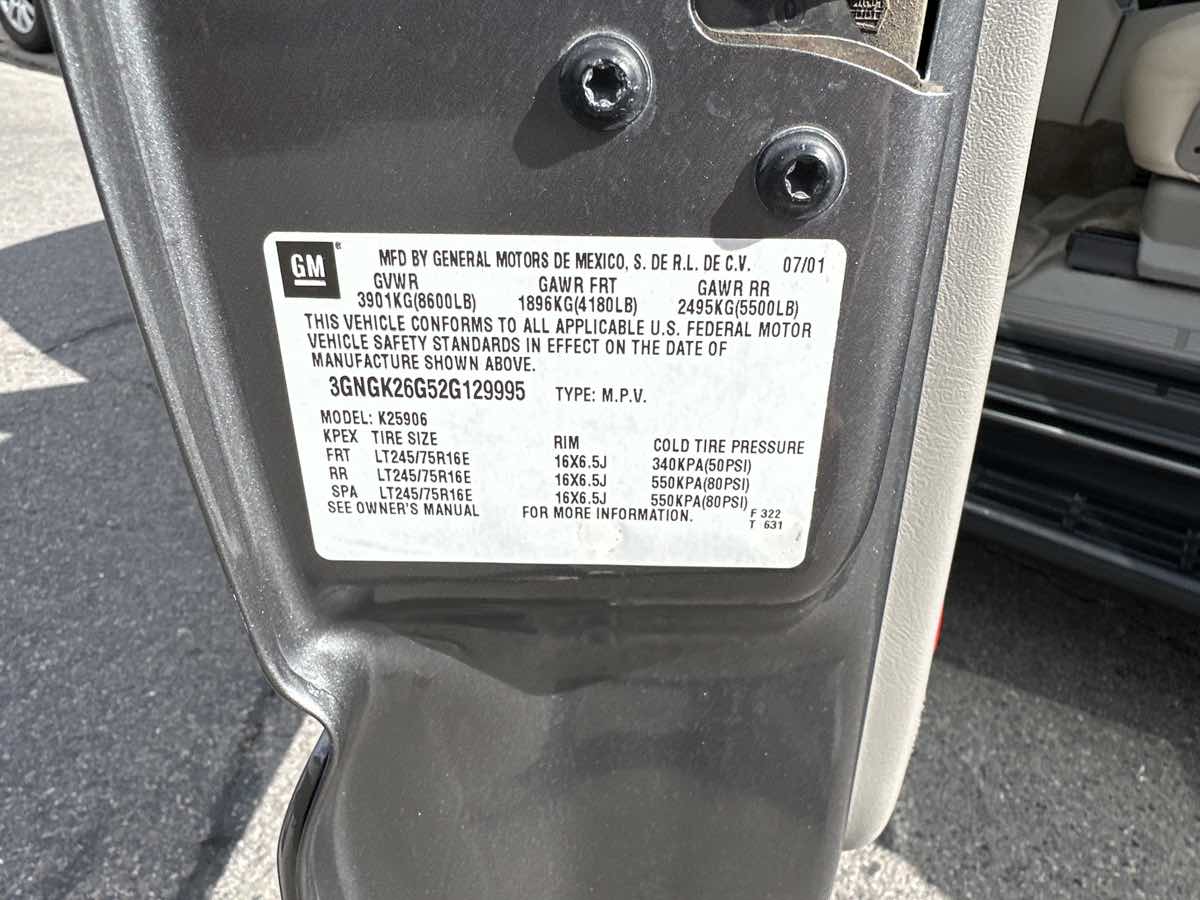 GM® MFD BY GENERAL MOTORS DE MEXICO, S. DE R.L. DE C.V. 07/01
GVWR GAWR FRT GAWR RR
3901KG(8600LB) 1896KG(4180LB) 2495KG(5500LB)
THIS VEHICLE CONFORMS TO ALL APPLICABLE U.S. FEDERAL MOTOR
VEHICLE SAFETY STANDARDS IN EFFECT ON THE DATE OF
MANUFACTURE SHOWN ABOVE.
3GNGK26G52G129995 TYPE: M.P.V.
MODEL: K25906
KPEX TIRE SIZE RIM COLD TIRE PRESSURE
FRT LT245/75R16E 16X6.5J 340KPA(50PSI)
RR LT245/75R16E 16X6.5J 550KPA(80PSI)
SPA LT245/75R16E 16X6.5J 550KPA(80PSI)
SEE OWNER'S MANUAL FOR MORE INFORMATION. F 322
T 631